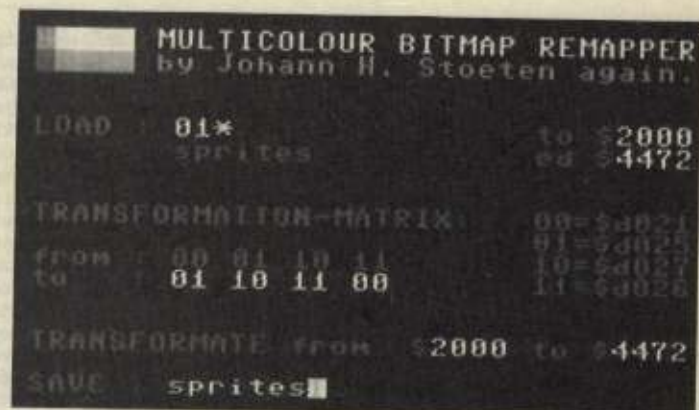 MULTICOLOUR BITMAP REMAPPER
by Johann H. Stoeten again.
LOAD : 01* to $2000
sprites ed $4472
TRANSFORMATION-MATRIX: 00=$d021
01=$d025
from : 00 01 10 11 10=$d027
to : 01 10 11 00 11=$d026
TRANSFORMATE from $2000 to $4472
SAVE : sprites